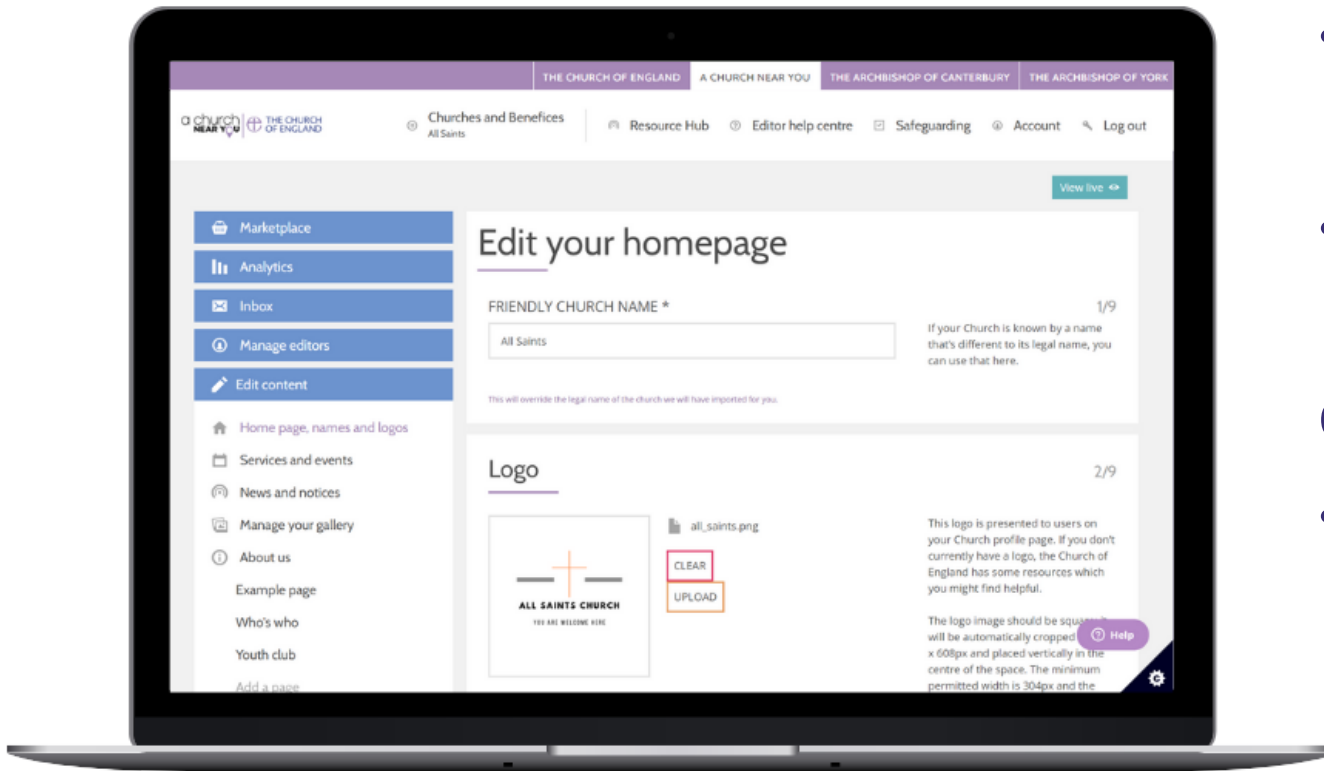 THE CHURCH OF ENGLAND A CHURCH NEAR YOU THE ARCHBISHOP OF CANTERBURY THE ARCHBISHOP OF YORK
a church
NEAR YOU
THE CHURCH
OF ENGLAND
Churches and Benefices
All Saints
Resource Hub
Editor help centre
Safeguarding
Account
Log out
View live
Marketplace
Analytics
Inbox
Manage editors
Edit content
Home page, names and logos
Services and events
News and notices
Manage your gallery
About us
Example page
Who's who
Youth club
Add a page
Edit your homepage
FRIENDLY CHURCH NAME *
All Saints
This will override the legal name of the church we will have imported for you.
1/9
If your Church is known by a name
that's different to its legal name, you
can use that here.
Logo
2/9
ALL SAINTS CHURCH
YOU ARE WELCOME HERE
all_saints.png
CLEAR
UPLOAD
This logo is presented to users on
your Church profile page. If you don't
currently have a logo, the Church of
England has some resources which
you might find helpful.
The logo image should be
will be automatically cropped
x 608px and placed vertically in the
centre of the space. The minimum
permitted width is 304px and the
Help